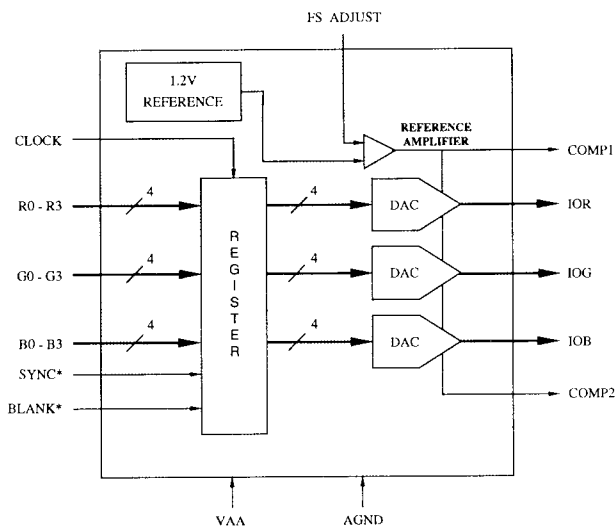 FS ADJUST
1.2V
REFERENCE
CLOCK
REFERENCE
AMPLIFIER
COMP1
R0 - R3
4
4
DAC
IOR
G0 - G3
4
REGISTER
4
DAC
IOG
B0 - B3
4
4
DAC
IOB
SYNC*
BLANK*
COMP2
VAA
AGND